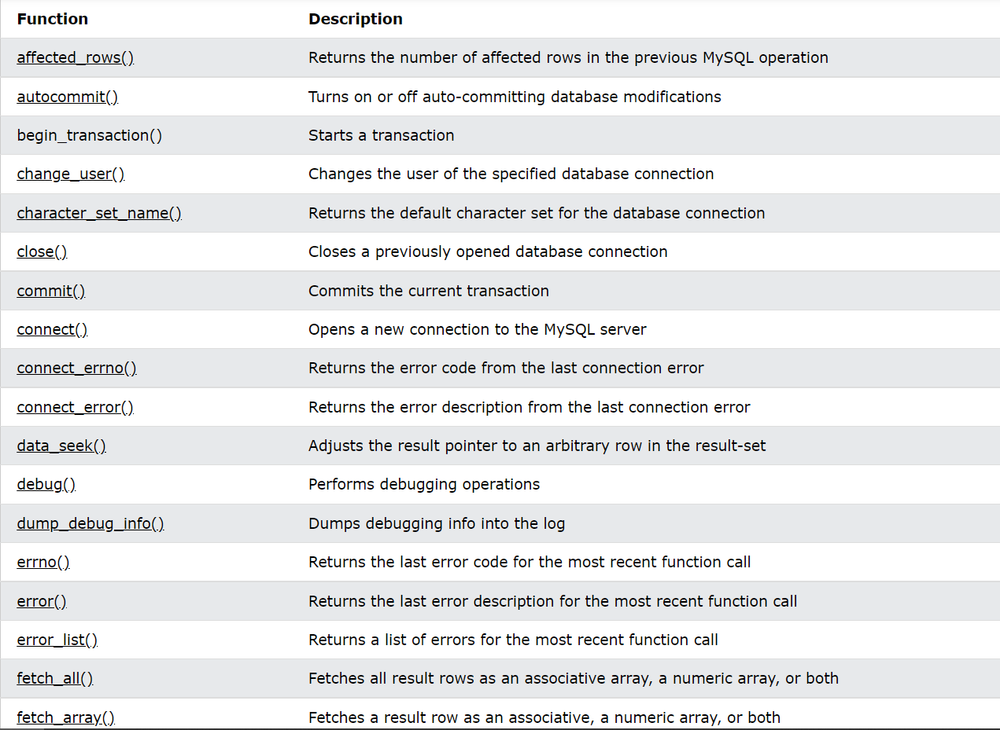 Function Description
affected_rows() Returns the number of affected rows in the previous MySQL operation
autocommit() Turns on or off auto-committing database modifications
begin_transaction() Starts a transaction
change_user() Changes the user of the specified database connection
character_set_name() Returns the default character set for the database connection
close() Closes a previously opened database connection
commit() Commits the current transaction
connect() Opens a new connection to the MySQL server
connect_errno() Returns the error code from the last connection error
connect_error() Returns the error description from the last connection error
data_seek() Adjusts the result pointer to an arbitrary row in the result-set
debug() Performs debugging operations
dump_debug_info() Dumps debugging info into the log
errno() Returns the last error code for the most recent function call
error() Returns the last error description for the most recent function call
error_list() Returns a list of errors for the most recent function call
fetch_all() Fetches all result rows as an associative array, a numeric array, or both
fetch_array() Fetches a result row as an associative, a numeric array, or both